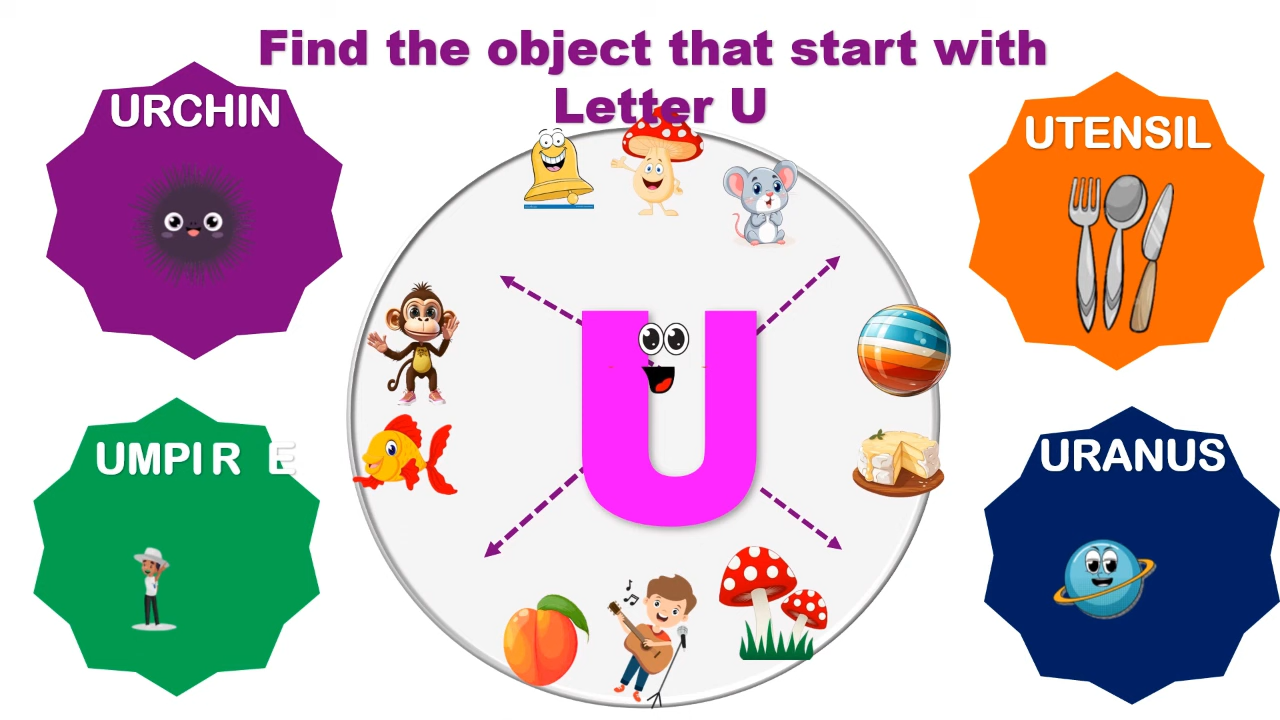 Find the object that start with
Letter U
URCHIN
UTENSIL
U
UMPIR E
URANUS